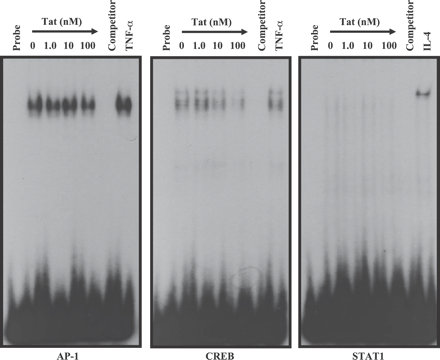 Tat (nM)
Probe 0 1.0 10 100 Competitor TNF-α
AP-1
Tat (nM)
Probe 0 1.0 10 100 Competitor TNF-α
CREB
Tat (nM)
Probe 0 1.0 10 100 Competitor IL-4
STAT1